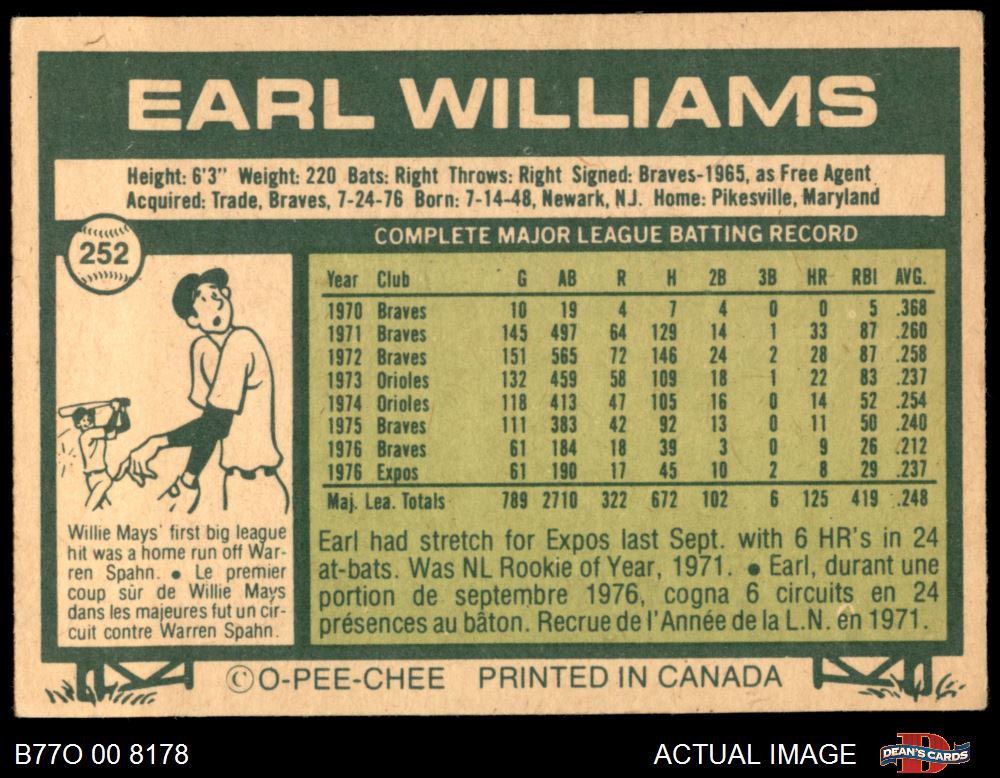 EARL WILLIAMS
Height: 6'3" Weight: 220 Bats: Right Throws: Right Signed: Braves-1965, as Free Agent
Acquired: Trade, Braves, 7-24-76 Born: 7-14-48, Newark, N.J. Home: Pikesville, Maryland
252
COMPLETE MAJOR LEAGUE BATTING RECORD
Year Club G AB R H 2B 3B HR RBI AVG.
1970 Braves 10 19 4 7 4 0 0 5 .368
1971 Braves 145 497 64 129 14 1 33 87 .260
1972 Braves 151 565 72 146 24 2 28 87 .258
1973 Orioles 132 459 58 109 18 1 22 83 .237
1974 Orioles 118 413 47 105 16 0 14 52 .254
1975 Braves 111 383 42 92 13 0 11 50 .240
1976 Braves 61 184 18 39 3 0 9 26 .212
1976 Expos 61 190 17 45 10 2 8 29 .237
Maj. Lea. Totals 789 2710 322 672 102 6 125 419 .248
Willie Mays' first big league
hit was a home run off War-
ren Spahn. • Le premier
coup sûr de Willie Mays
dans les majeures fut un cir-
cuit contre Warren Spahn.
Earl had stretch for Expos last Sept. with 6 HR's in 24
at-bats. Was NL Rookie of Year, 1971. • Earl, durant une
portion de septembre 1976, cogna 6 circuits en 24
présences au bâton. Recrue de l'Année de la L.N. en 1971.
© O-PEE-CHEE PRINTED IN CANADA
B77O 00 8178
ACTUAL IMAGE
D
DEAN'S CARDS